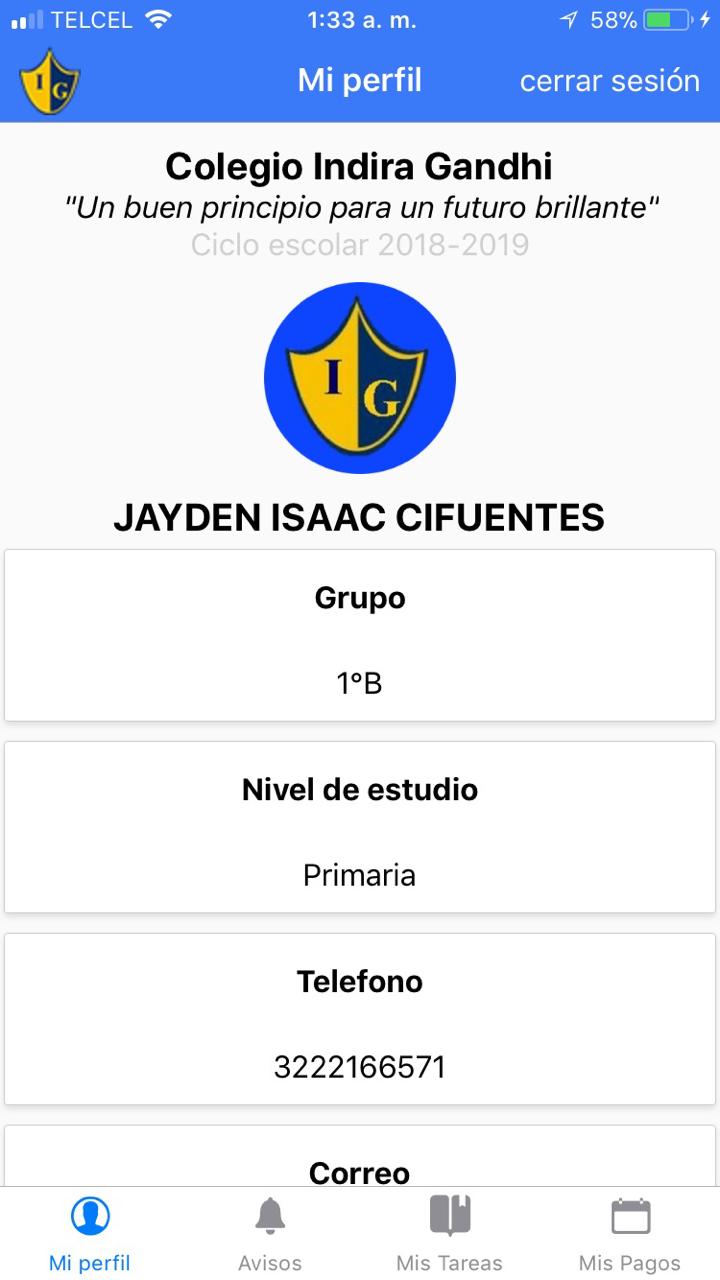 TELCEL 1:33 a. m. 58%
I G Mi perfil cerrar sesión
Colegio Indira Gandhi
"Un buen principio para un futuro brillante"
Ciclo escolar 2018-2019
I G
JAYDEN ISAAC CIFUENTES
Grupo
1°B
Nivel de estudio
Primaria
Telefono
3222166571
Correo
Mi perfil Avisos Mis Tareas Mis Pagos